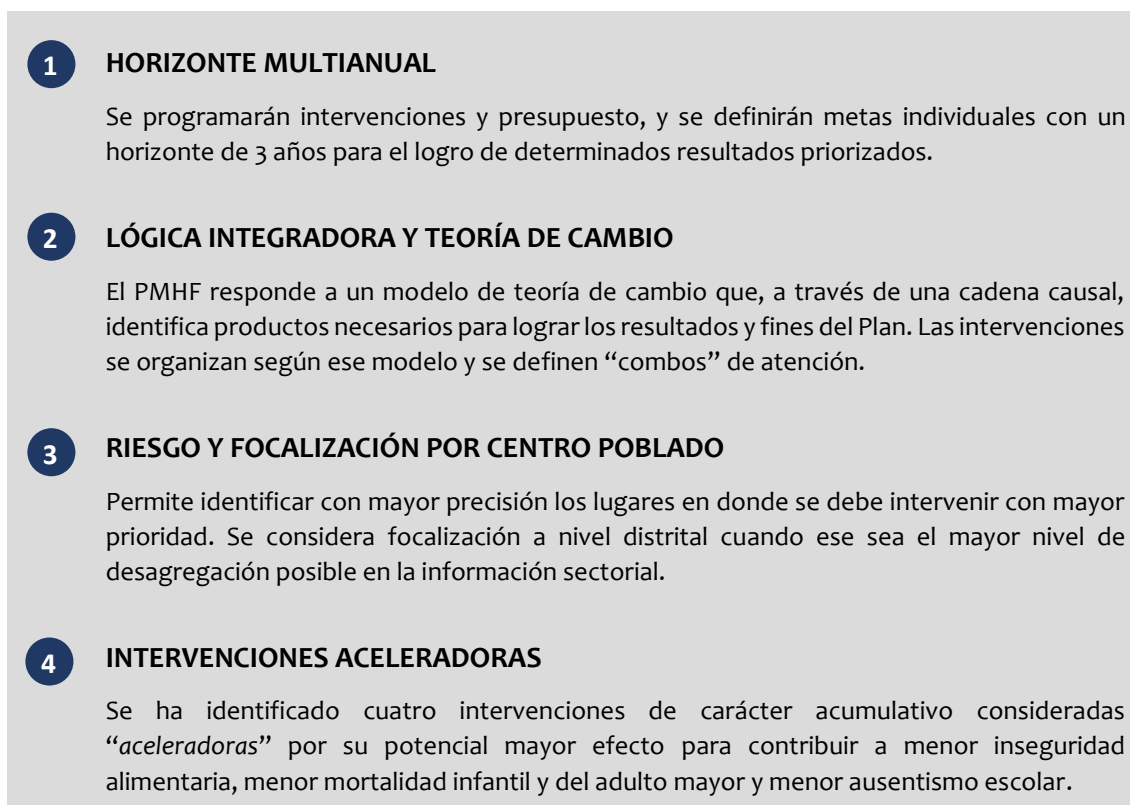 1 HORIZONTE MULTIANUAL
Se programarán intervenciones y presupuesto, y se definirán metas individuales con un
horizonte de 3 años para el logro de determinados resultados priorizados.
2 LÓGICA INTEGRADORA Y TEORÍA DE CAMBIO
El PMHF responde a un modelo de teoría de cambio que, a través de una cadena causal,
identifica productos necesarios para lograr los resultados y fines del Plan. Las intervenciones
se organizan según ese modelo y se definen “combos” de atención.
3 RIESGO Y FOCALIZACIÓN POR CENTRO POBLADO
Permite identificar con mayor precisión los lugares en donde se debe intervenir con mayor
prioridad. Se considera focalización a nivel distrital cuando ese sea el mayor nivel de
desagregación posible en la información sectorial.
4 INTERVENCIONES ACELERADORAS
Se ha identificado cuatro intervenciones de carácter acumulativo consideradas
“aceleradoras” por su potencial mayor efecto para contribuir a menor inseguridad
alimentaria, menor mortalidad infantil y del adulto mayor y menor ausentismo escolar.